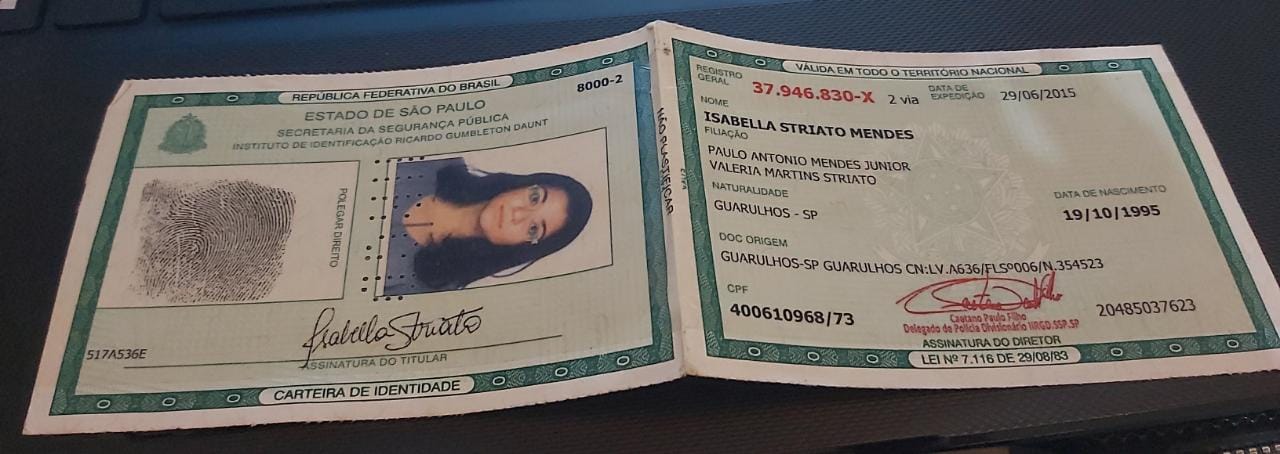 REPÚBLICA FEDERATIVA DO BRASIL
8000-2
ESTADO DE SÃO PAULO
SECRETARIA DA SEGURANÇA PÚBLICA
INSTITUTO DE IDENTIFICAÇÃO RICARDO GUMBLETON DAUNT
POLEGAR DIREITO
Isabella Striato
517A536E
ASSINATURA DO TITULAR
CARTEIRA DE IDENTIDADE
NÃO PLASTIFICAR
VÁLIDA EM TODO O TERRITÓRIO NACIONAL
REGISTRO GERAL 37.946.830-X 2 via DATA DE EXPEDIÇÃO 29/06/2015
NOME
ISABELLA STRIATO MENDES
FILIAÇÃO
PAULO ANTONIO MENDES JUNIOR
VALERIA MARTINS STRIATO
NATURALIDADE DATA DE NASCIMENTO
GUARULHOS - SP 19/10/1995
DOC ORIGEM
GUARULHOS-SP GUARULHOS CN:LV.A636/FLSº006/N.354523
CPF
400610968/73 20485037623
Caetano Paulo Filho
Delegado de Polícia Divisionário IIRGD.SSP.SP
ASSINATURA DO DIRETOR
LEI Nº 7.116 DE 29/08/83